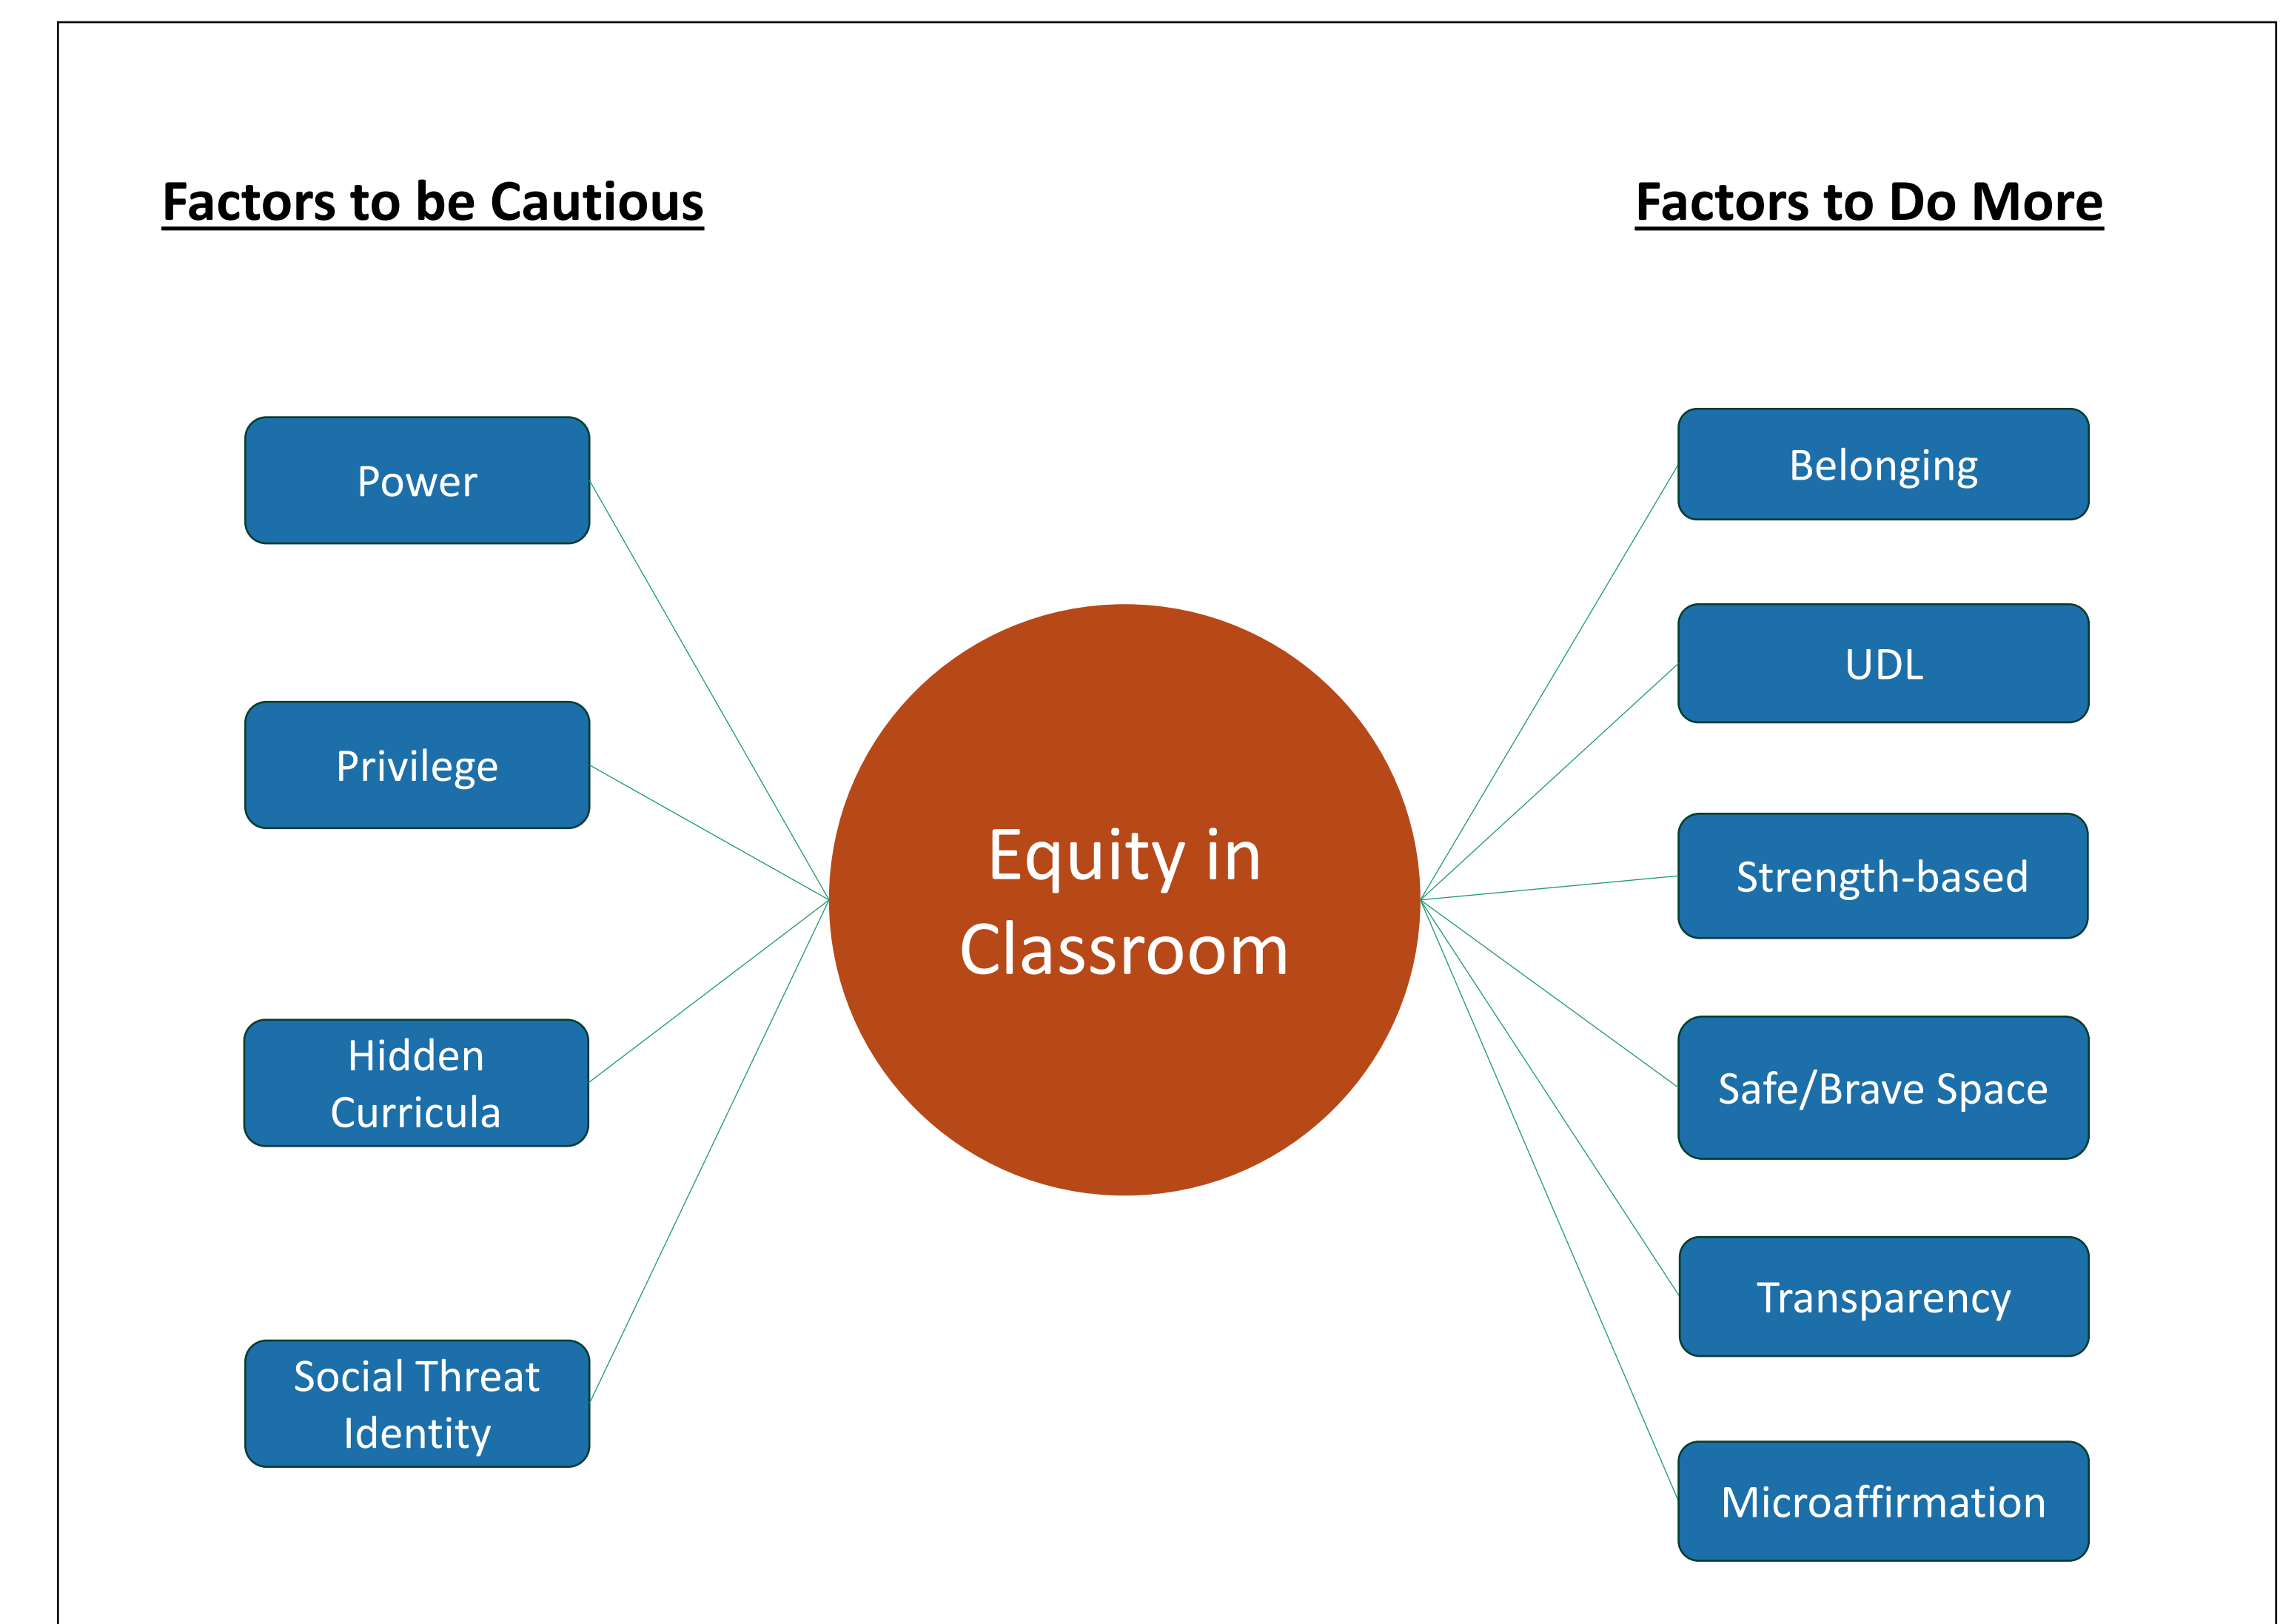 Factors to be Cautious
Factors to Do More
Power
Privilege
Hidden
Curricula
Social Threat
Identity
Equity in
Classroom
Belonging
UDL
Strength-based
Safe/Brave Space
Transparency
Microaffirmation